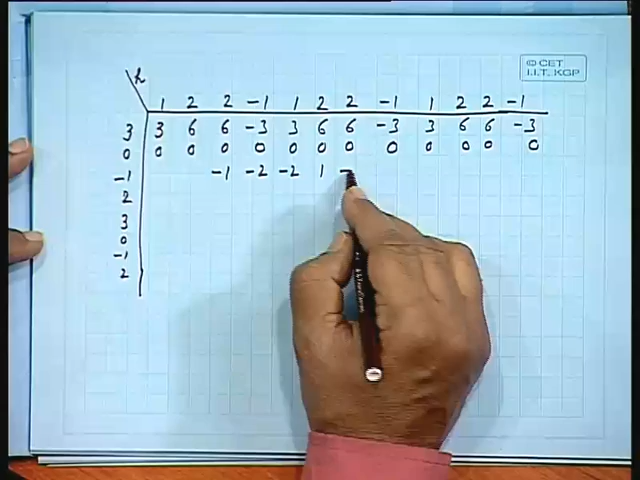 © CET
I.I.T. KGP
h
1 2 2 -1 1 2 2 -1 1 2 2 -1
3 3 6 6 -3 3 6 6 -3 3 6 6 -3
0 0 0 0 0 0 0 0 0 0 0 0 0
-1 -1 -2 -2 1 -
2
3
0
-1
2